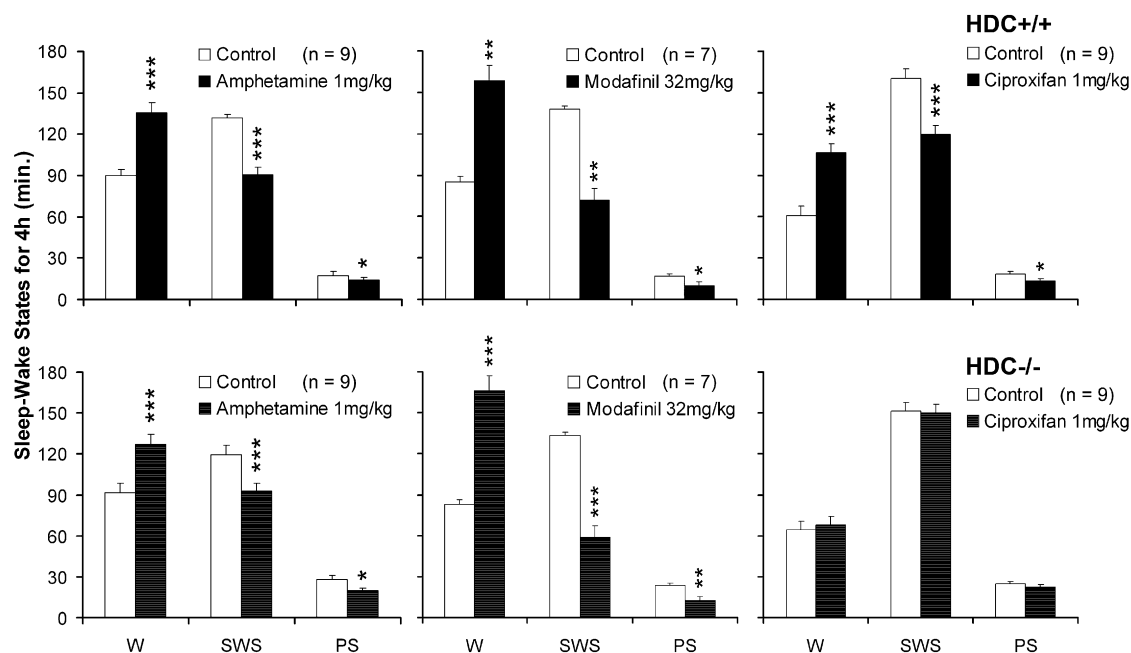 Sleep-Wake States for 4h (min.)
HDC+/+
180
150
120
90
60
30
0
Control (n = 9)
Amphetamine 1mg/kg
***
***
*
Control (n = 7)
Modafinil 32mg/kg
**
**
*
Control (n = 9)
Ciproxifan 1mg/kg
***
***
*
HDC-/-
180
150
120
90
60
30
0
Control (n = 9)
Amphetamine 1mg/kg
***
***
*
Control (n = 7)
Modafinil 32mg/kg
***
***
**
Control (n = 9)
Ciproxifan 1mg/kg
W SWS PS
W SWS PS
W SWS PS